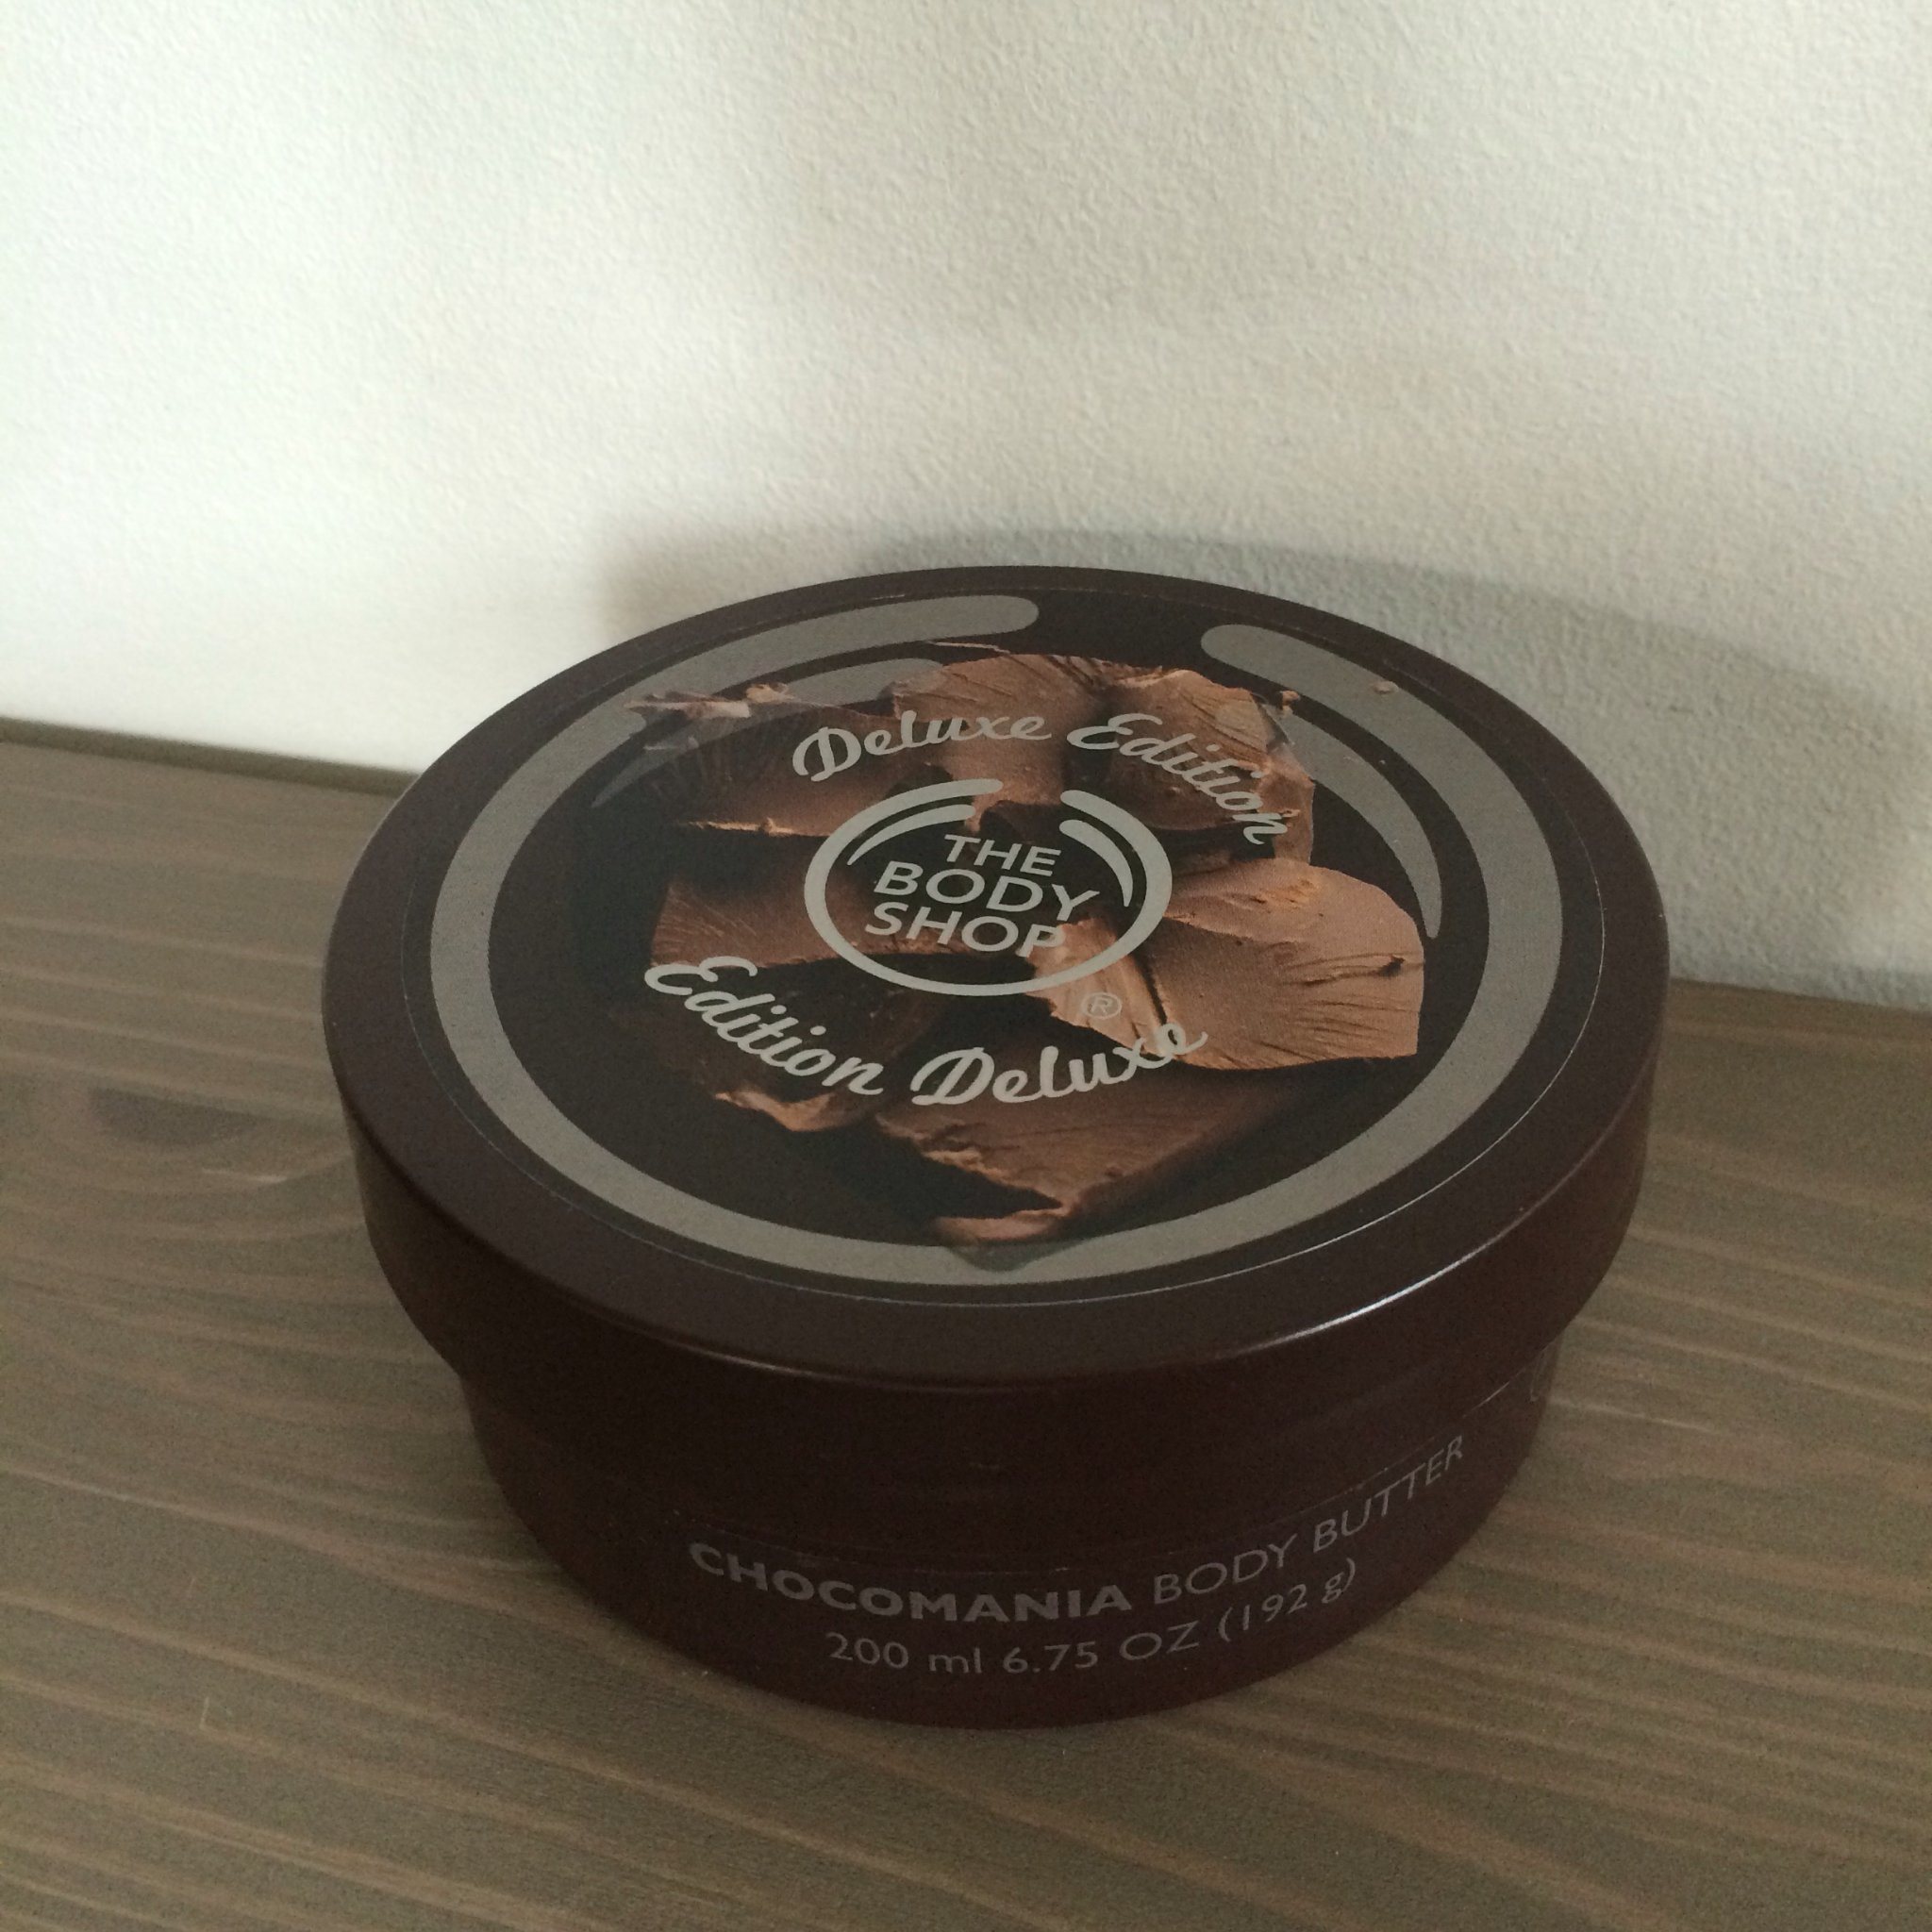 Deluxe Edition
THE
BODY
SHOP
®
Edition Deluxe
CHOCOMANIA BODY BUTTER
200 ml 6.75 OZ (192 g)